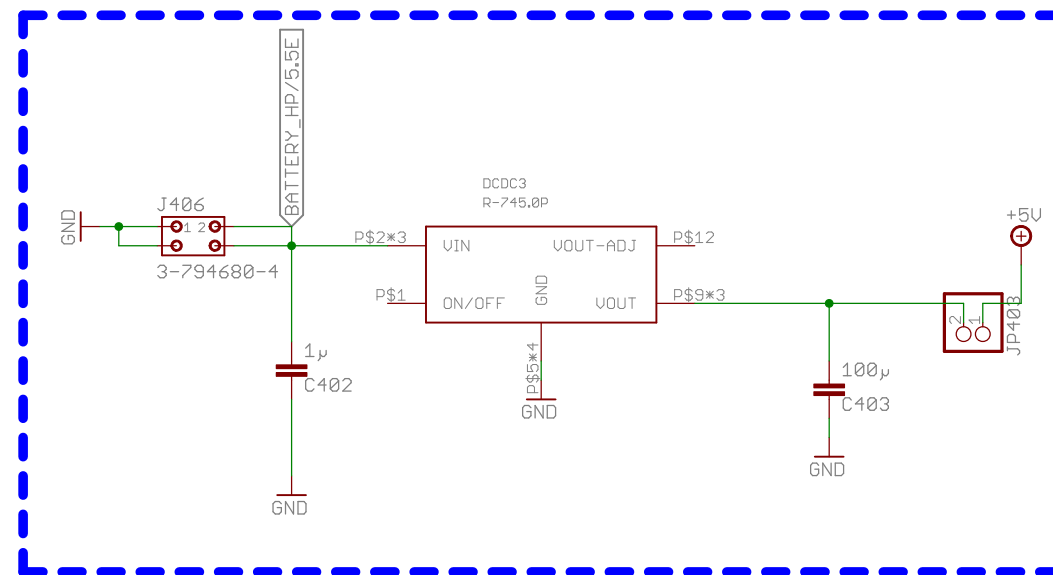 BATTERY_HP/5.5E
DCDC3
R-745.0P
J406
GND
1 2
3-794680-4
+5V
P$2*3
VIN
VOUT-ADJ
P$12
P$1
ON/OFF
GND
VOUT
P$9*3
2
1
JP403
1µ
C402
P$5*4
GND
100µ
C403
GND
GND